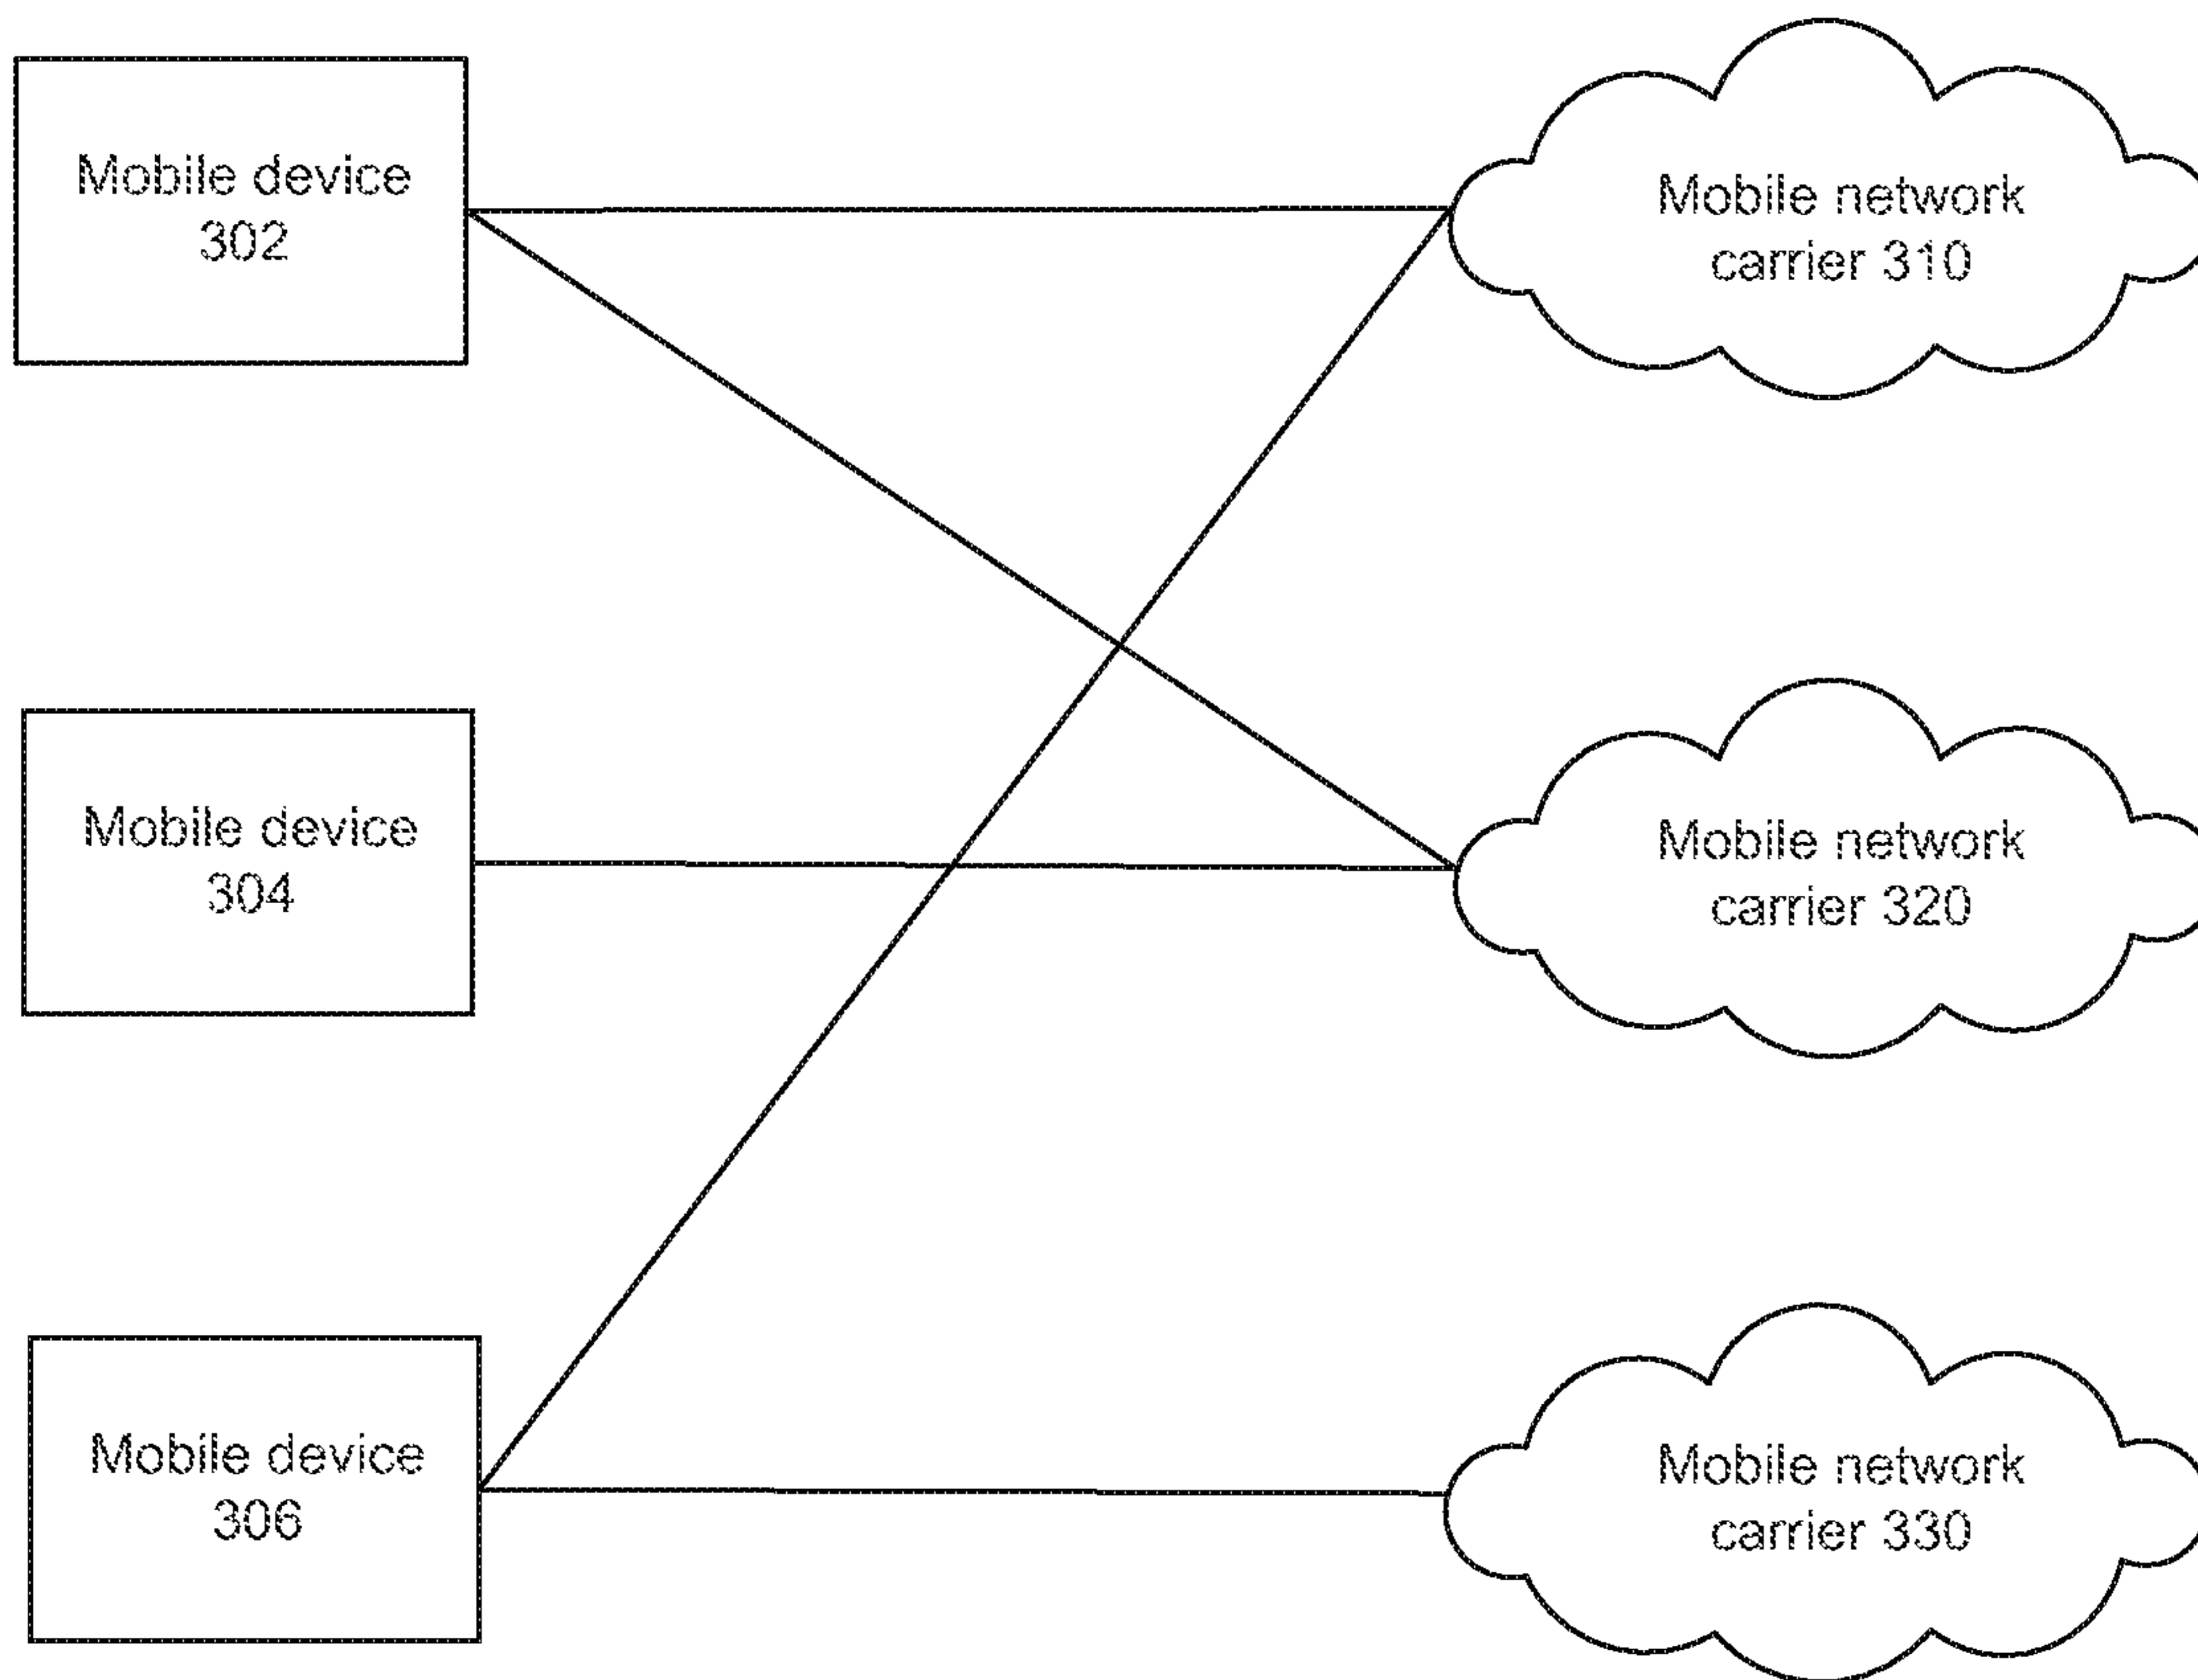 Mobile device
302
Mobile network
carrier 310
Mobile device
304
Mobile network
carrier 320
Mobile device
306
Mobile network
carrier 330